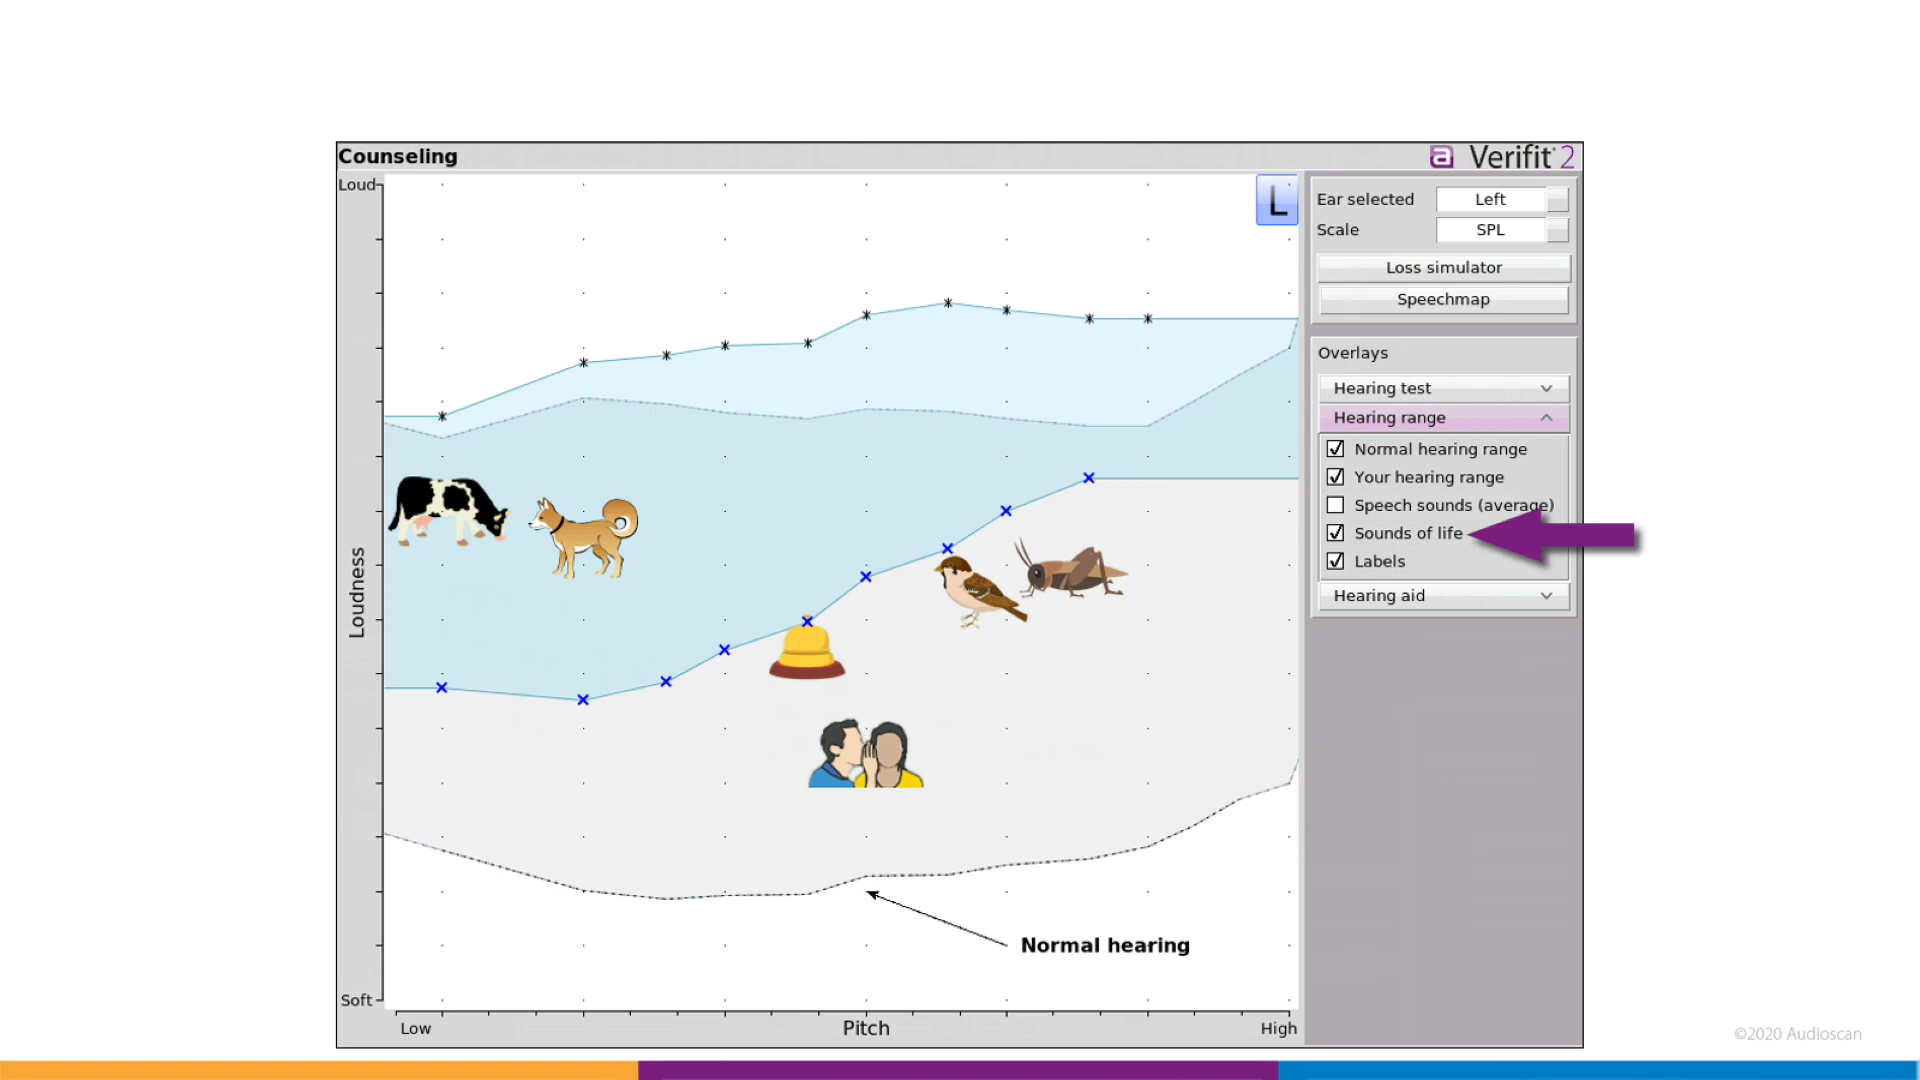 Counseling
a Verifit®2
Loud
L
Ear selected Left
Scale SPL
Loss simulator
Speechmap
Overlays
Hearing test
Hearing range
Normal hearing range
Your hearing range
Speech sounds (average)
Sounds of life
Labels
Hearing aid
Loudness
Normal hearing
Soft
Low Pitch High
©2020 Audioscan